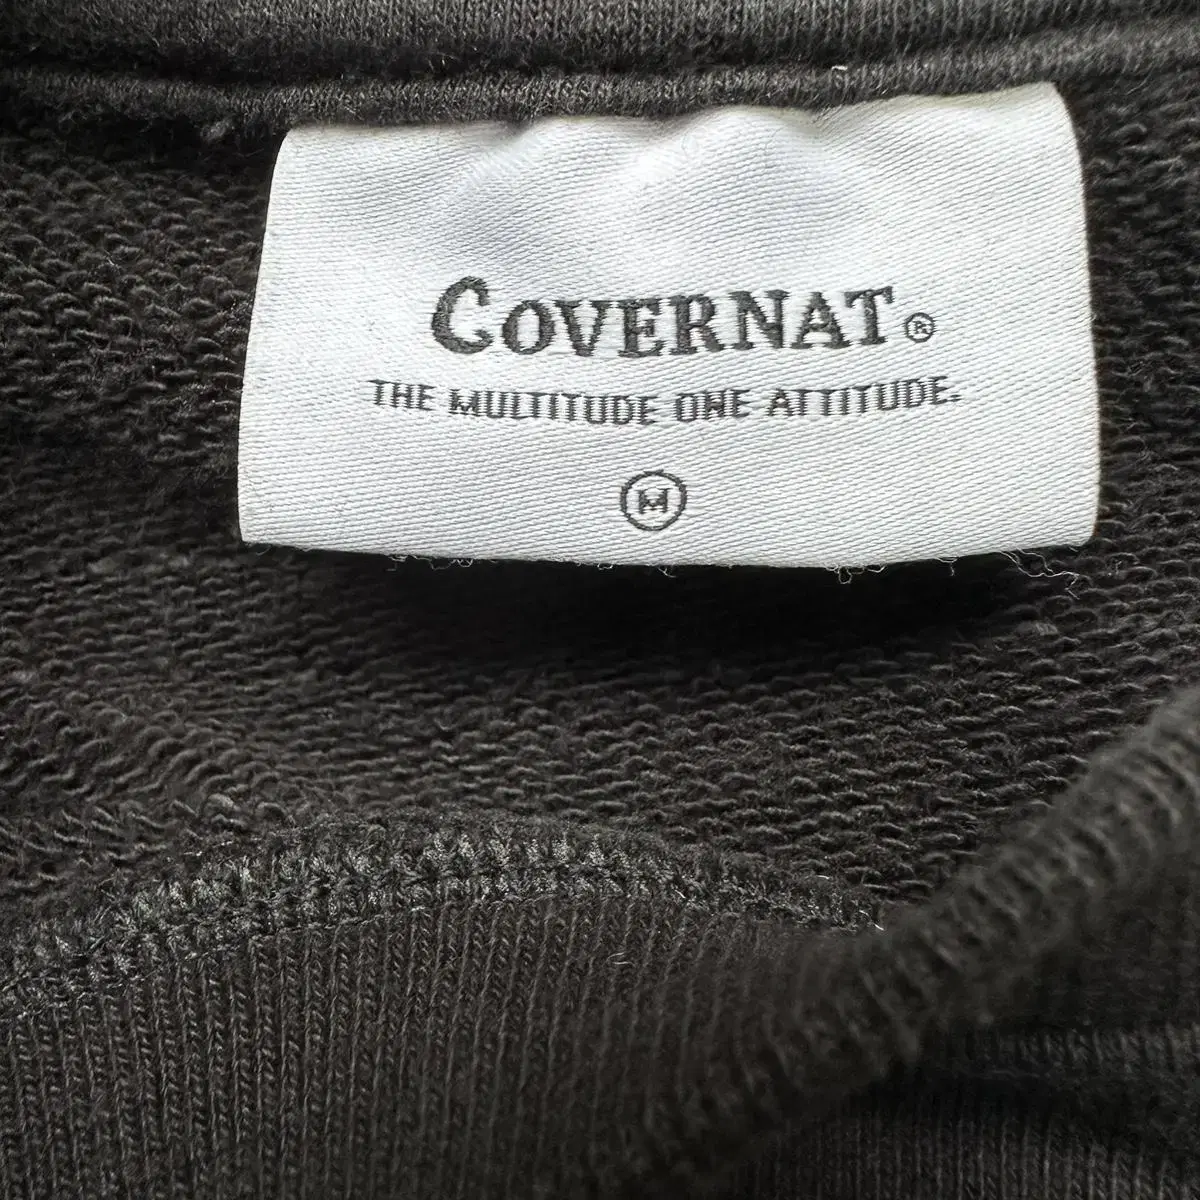 COVERNAT®
THE MULTITUDE ONE ATTITUDE.
M